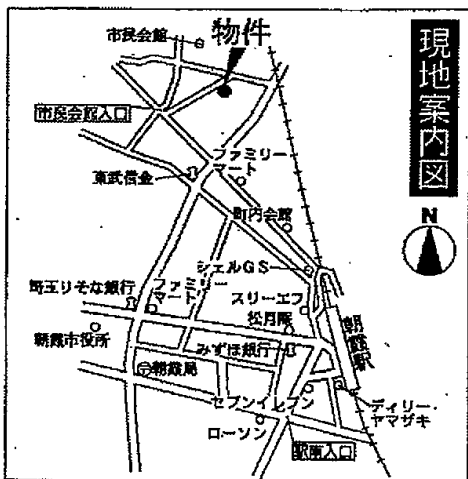 現地案内図
N
市民会館
物件
市民会館入口
東武信金
ファミリー
マート
町内会館
シェルGS
スリーエフ
埼玉りそな銀行
ファミリー
マート
松月院
朝霞駅
朝霞市役所
みずほ銀行
朝霞局
セブンイレブン
デイリー・
ヤマザキ
ローソン
駅南入口